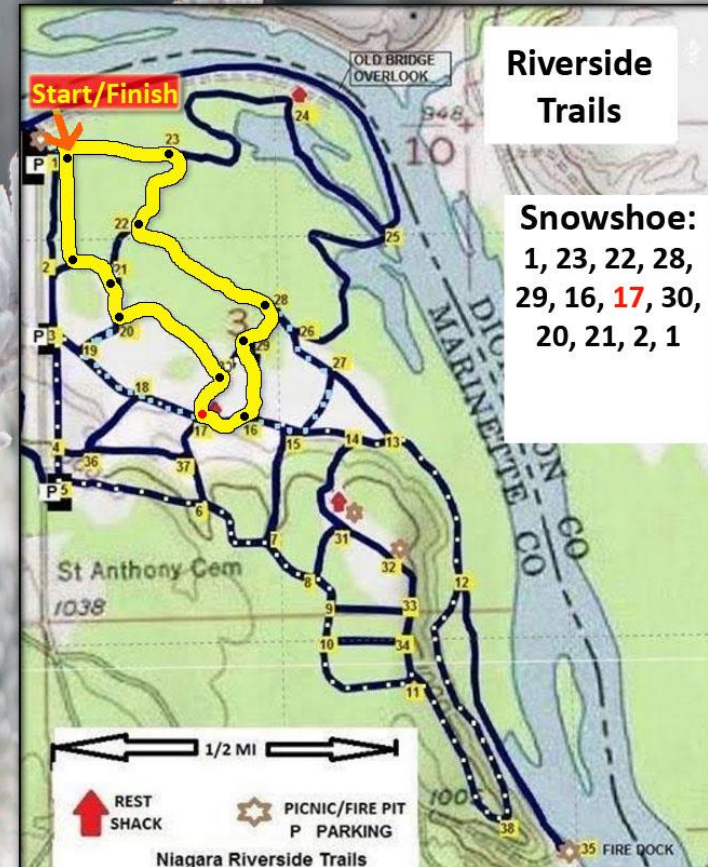 OLD BRIDGE
OVERLOOK
Riverside
Trails
Start/Finish
948
10
24
23
P 1
22
25
Snowshoe:
1, 23, 22, 28,
29, 16, 17, 30,
20, 21, 2, 1
2
21
28
3
26
P 3
20
29
19
27
18
17
16
15
14
13
4
36
37
P 5
6
7
31
St Anthony Cem
8
32
12
1038
9
33
10
34
11
MARINETTE CO
38
35 FIRE DOCK
1/2 MI
REST
SHACK
PICNIC/FIRE PIT
P PARKING
Niagara Riverside Trails